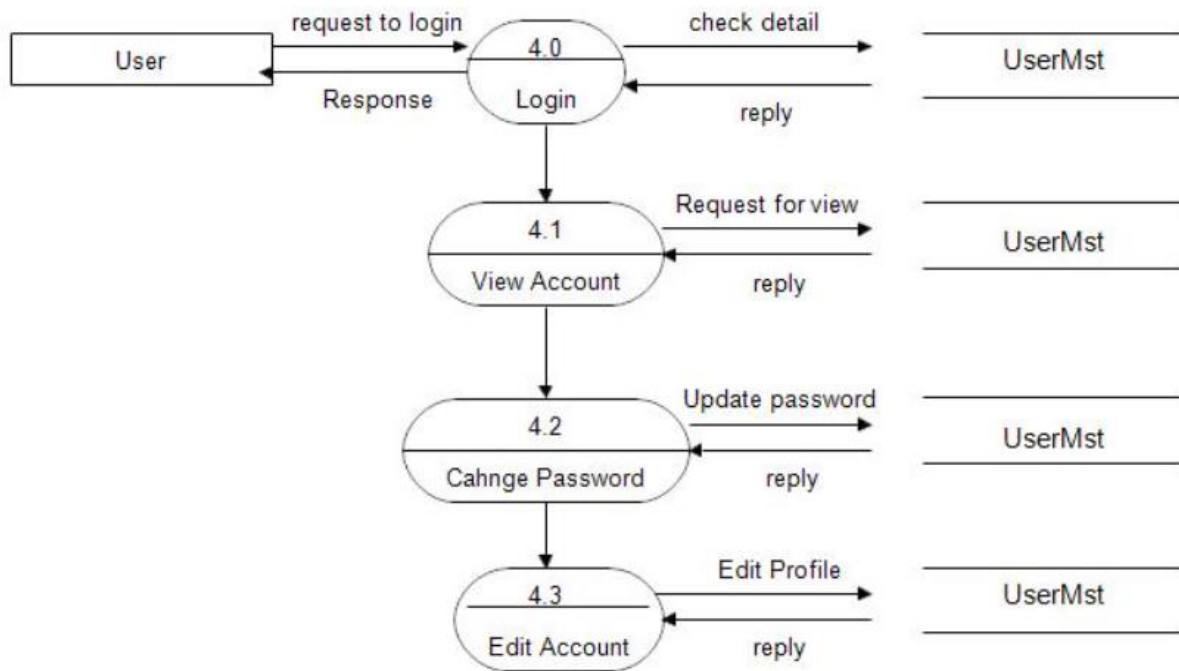 request to login
check detail
User
4.0
UserMst
Response
Login
reply
Request for view
4.1
UserMst
View Account
reply
Update password
4.2
UserMst
Cahnge Password
reply
Edit Profile
4.3
UserMst
Edit Account
reply